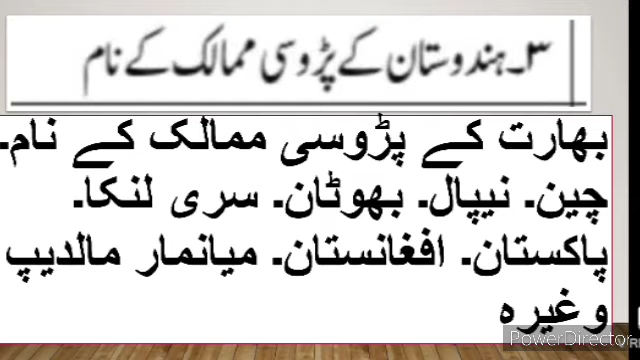 ۳۔ ہندوستان کے پڑوسی ممالک کے نام
بھارت کے پڑوسی ممالک کے نام۔
چین۔ نیپال۔ بھوٹان۔ سری لنکا۔
پاکستان۔ افغانستان۔ میانمار مالدیپ
وغیرہ
PowerDirector